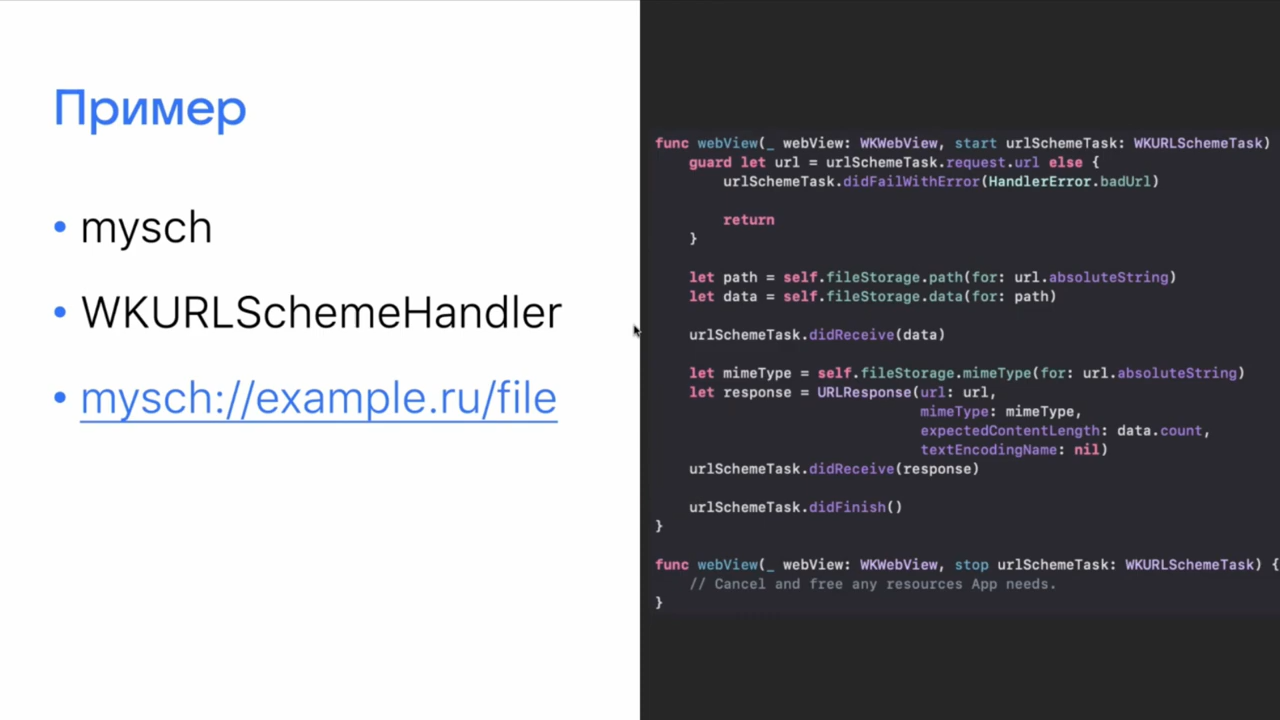 Пример
• mysch
• WKURLSchemeHandler
• mysch://example.ru/file
func webView(_ webView: WKWebView, start urlSchemeTask: WKURLSchemeTask)
    guard let url = urlSchemeTask.request.url else {
        urlSchemeTask.didFailWithError(HandlerError.badUrl)
        return
    }
    let path = self.fileStorage.path(for: url.absoluteString)
    let data = self.fileStorage.data(for: path)
    urlSchemeTask.didReceive(data)
    let mimeType = self.fileStorage.mimeType(for: url.absoluteString)
    let response = URLResponse(url: url,
                               mimeType: mimeType,
                               expectedContentLength: data.count,
                               textEncodingName: nil)
    urlSchemeTask.didReceive(response)
    urlSchemeTask.didFinish()
}
func webView(_ webView: WKWebView, stop urlSchemeTask: WKURLSchemeTask) {
    // Cancel and free any resources App needs.
}